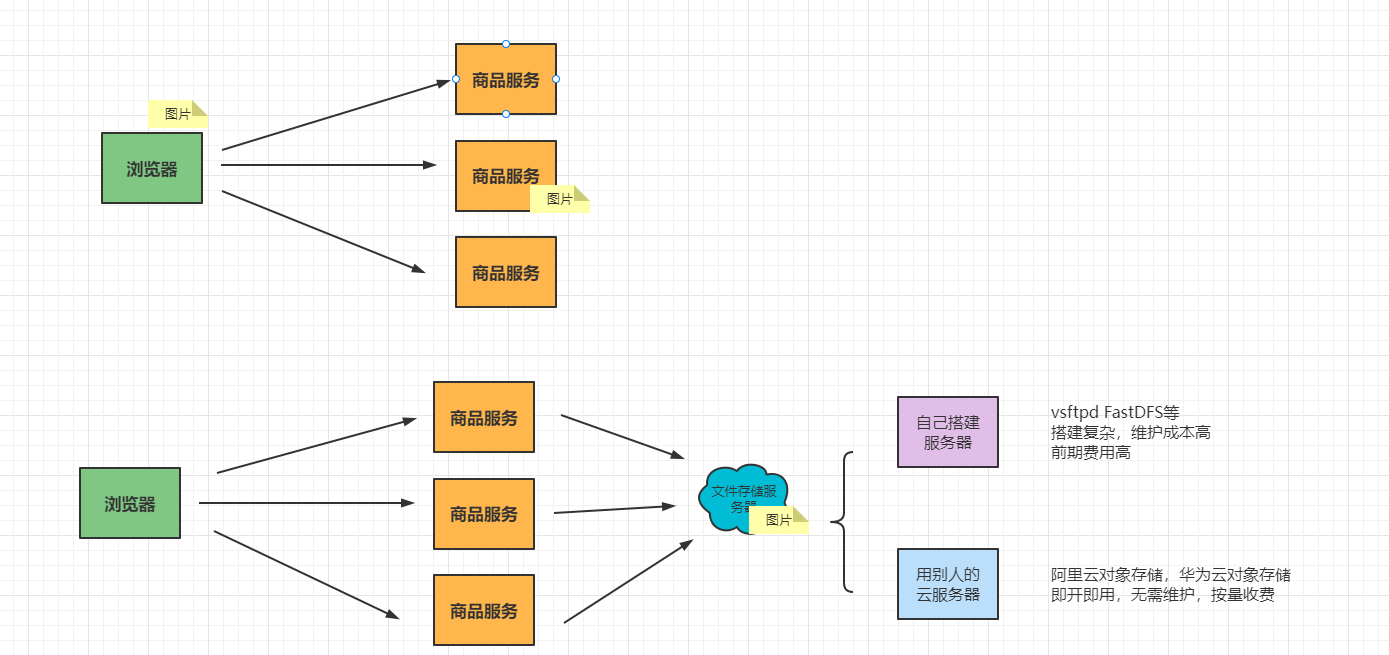 商品服务
图片
浏览器
商品服务
图片
商品服务
商品服务
浏览器
商品服务
商品服务
文件存储服
务器
图片
自己搭建
服务器
vsftpd FastDFS等
搭建复杂，维护成本高
前期费用高
用别人的
云服务器
阿里云对象存储，华为云对象存储
即开即用，无需维护，按量收费